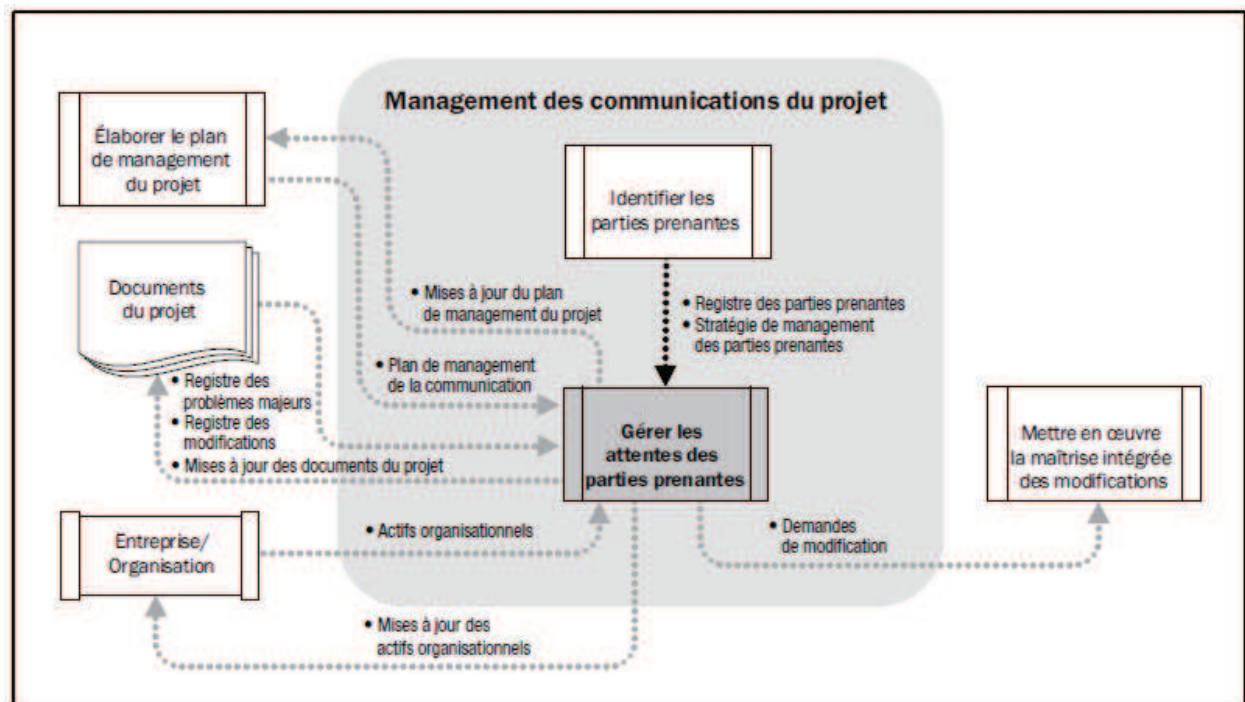 Management des communications du projet
Élaborer le plan
de management
du projet
Identifier les
parties prenantes
Documents
du projet
• Mises à jour du plan
de management du projet
• Registre des parties prenantes
• Stratégie de management
des parties prenantes
• Plan de management
de la communication
• Registre des
problèmes majeurs
• Registre des
modifications
• Mises à jour des documents du projet
Gérer les
attentes des
parties prenantes
Mettre en œuvre
la maîtrise intégrée
des modifications
Entreprise/
Organisation
• Actifs organisationnels
• Demandes
de modification
• Mises à jour des
actifs organisationnels